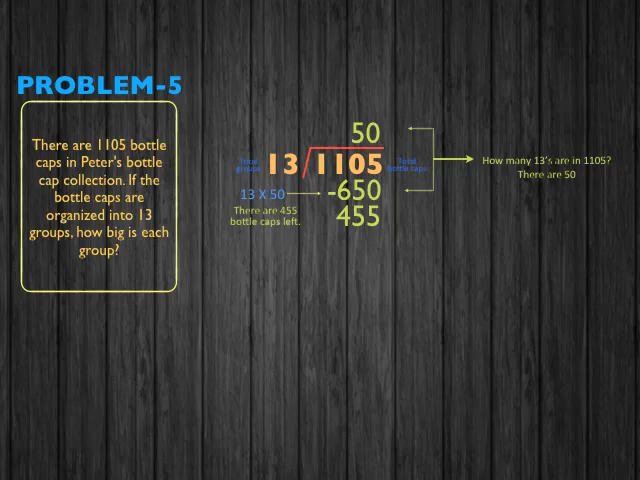 PROBLEM-5
There are 1105 bottle
caps in Peter's bottle
cap collection. If the
bottle caps are
organized into 13
groups, how big is each
group?
50
Total
groups
13
1105
Total
bottle caps
13 X 50
-650
There are 455
bottle caps left.
455
How many 13's are in 1105?
There are 50